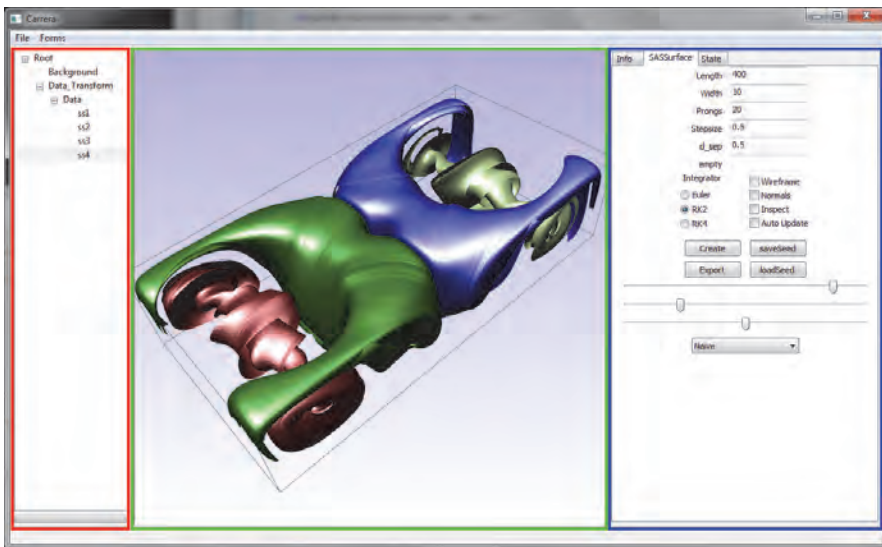 Carrera
File Forms
Root
Background
Data_Transform
Data
ss1
ss2
ss3
ss4
Info SASSurface State
Length 400
Width 10
Prongs 20
Stepsize 0.5
d_sep 0.5
empty
Integrator
Euler
RK2
RK4
Wireframe
Normals
Inspect
Auto Update
Create saveSeed
Export loadSeed
Naive